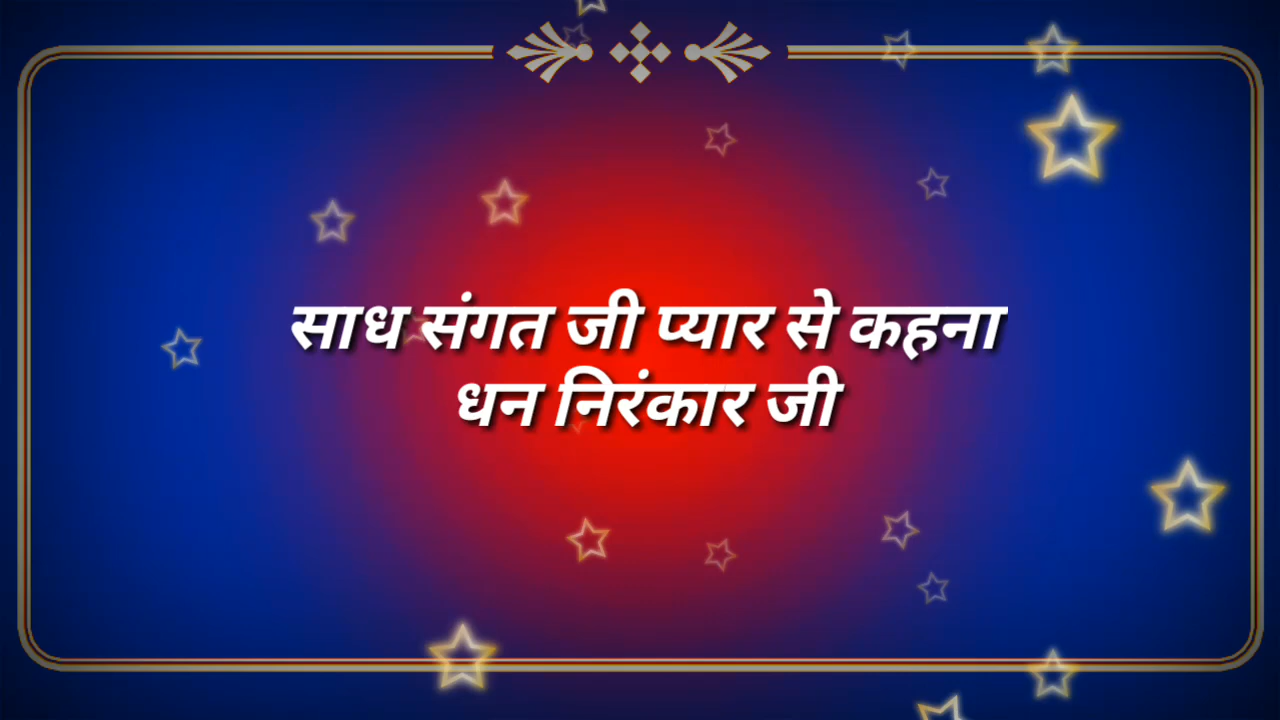 साध संगत जी प्यार से कहना
धन निरंकार जी